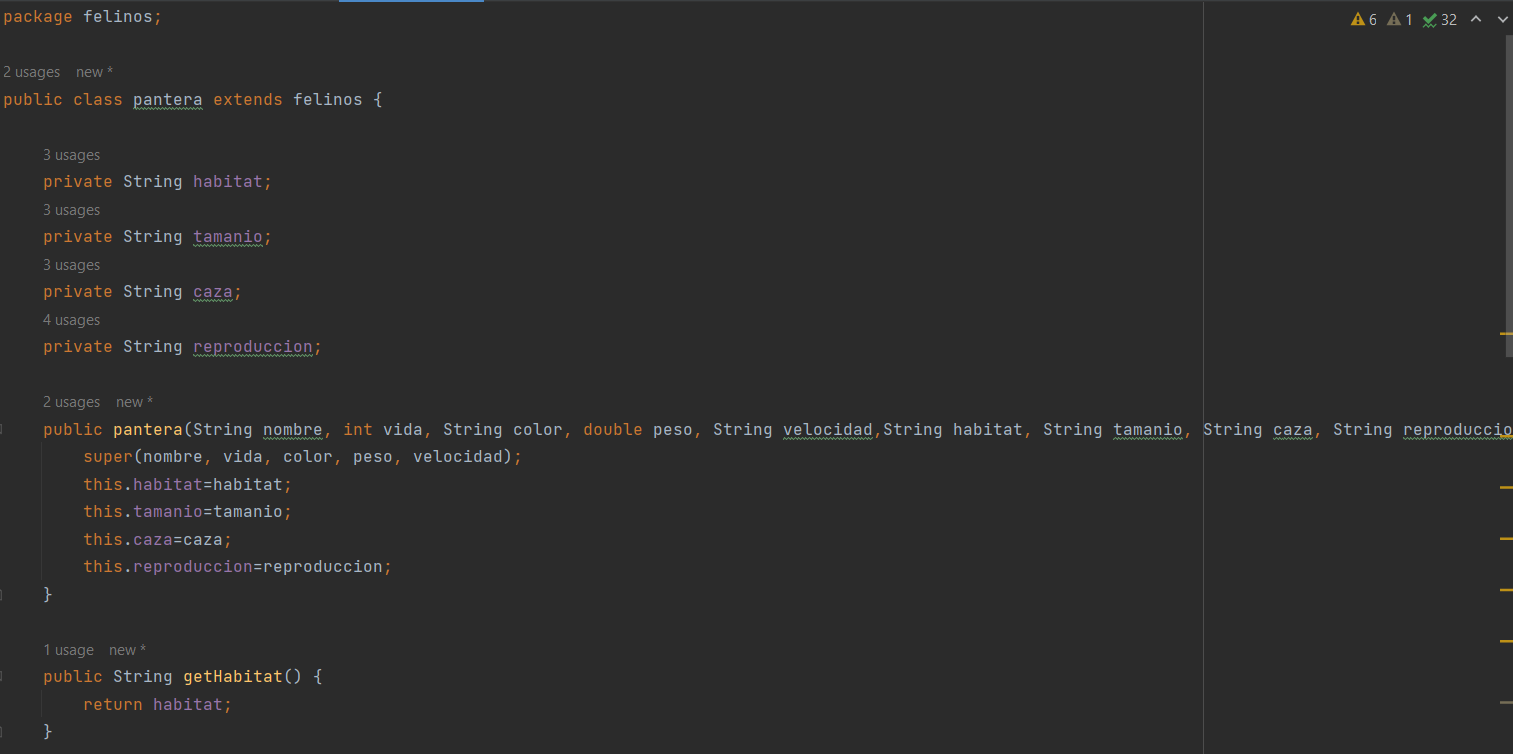 package felinos;
6 1 32
2 usages new *
public class pantera extends felinos {
3 usages
private String habitat;
3 usages
private String tamanio;
3 usages
private String caza;
4 usages
private String reproduccion;
2 usages new *
public pantera(String nombre, int vida, String color, double peso, String velocidad,String habitat, String tamanio, String caza, String reproduccio
super(nombre, vida, color, peso, velocidad);
this.habitat=habitat;
this.tamanio=tamanio;
this.caza=caza;
this.reproduccion=reproduccion;
}
1 usage new *
public String getHabitat() {
return habitat;
}